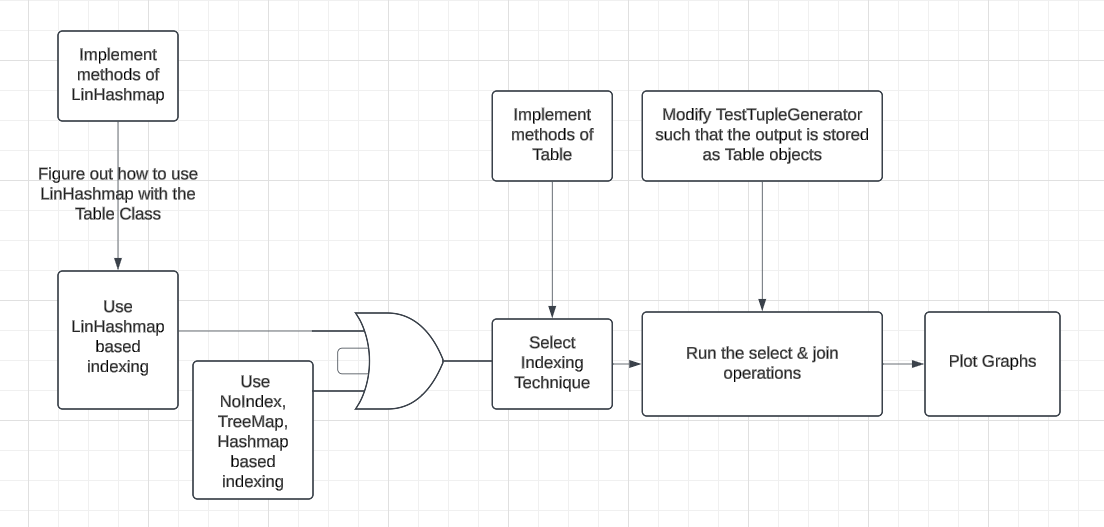 Implement
methods of
LinHashmap
Figure out how to use
LinHashmap with the
Table Class
Use
LinHashmap
based
indexing
Use
NoIndex,
TreeMap,
Hashmap
based
indexing
Implement
methods of
Table
Select
Indexing
Technique
Modify TestTupleGenerator
such that the output is stored
as Table objects
Run the select & join
operations
Plot Graphs